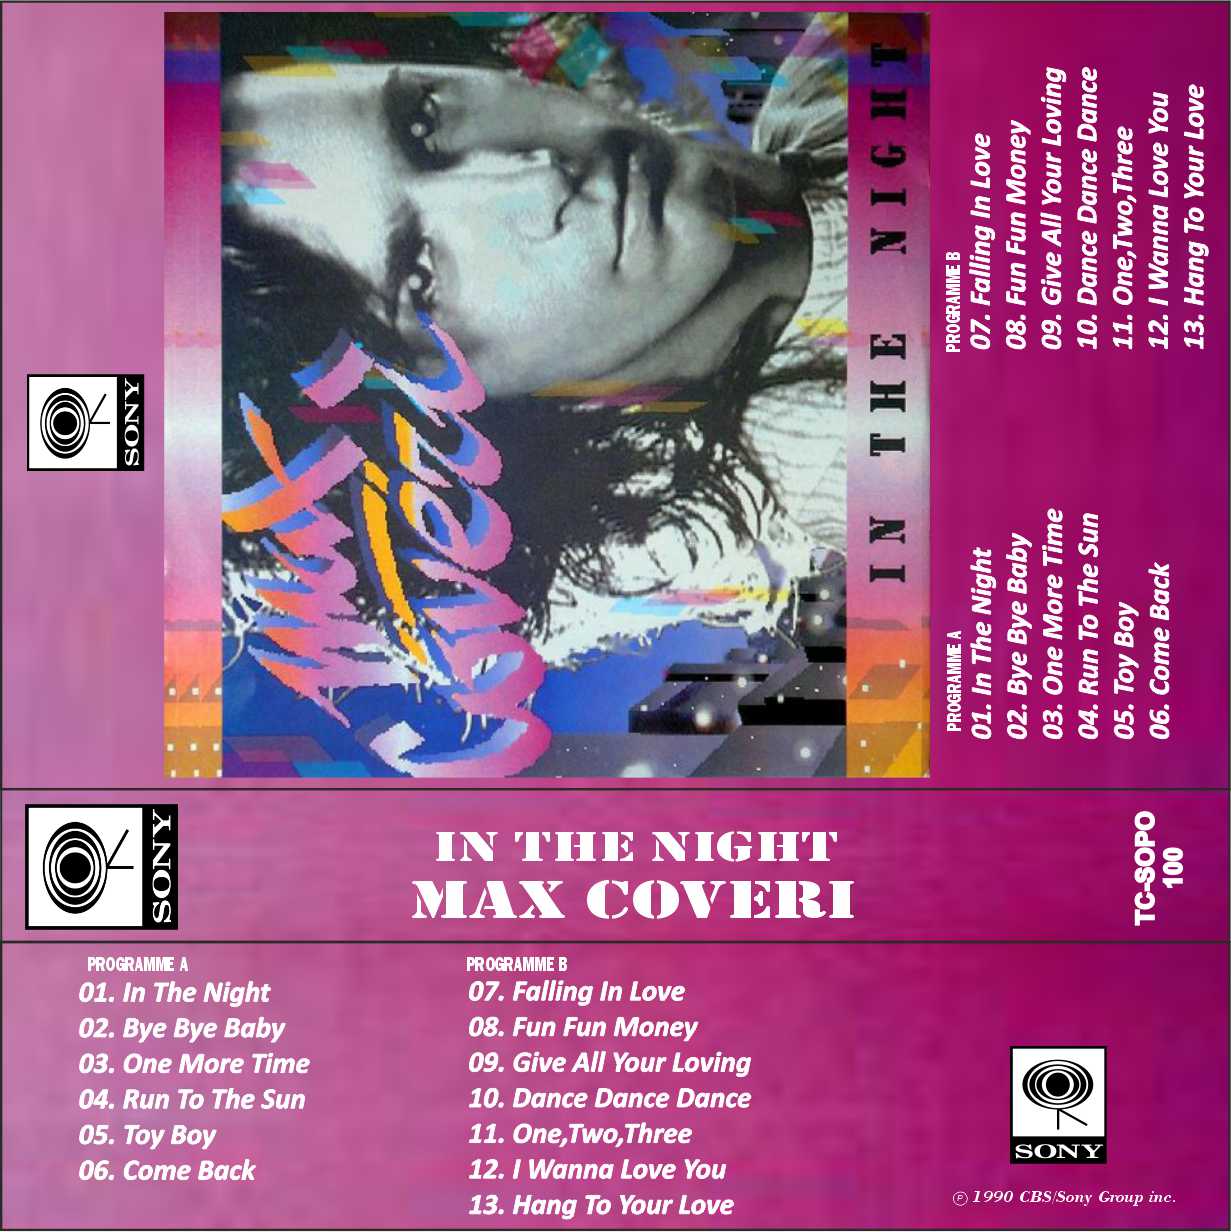 SONY
Max
Coveri
IN THE NIGHT
PROGRAMME A
01. In The Night
02. Bye Bye Baby
03. One More Time
04. Run To The Sun
05. Toy Boy
06. Come Back
PROGRAMME B
07. Falling In Love
08. Fun Fun Money
09. Give All Your Loving
10. Dance Dance Dance
11. One,Two,Three
12. I Wanna Love You
13. Hang To Your Love
SONY
IN THE NIGHT
MAX COVERI
TC-SOPO
100
PROGRAMME A
01. In The Night
02. Bye Bye Baby
03. One More Time
04. Run To The Sun
05. Toy Boy
06. Come Back
PROGRAMME B
07. Falling In Love
08. Fun Fun Money
09. Give All Your Loving
10. Dance Dance Dance
11. One,Two,Three
12. I Wanna Love You
13. Hang To Your Love
SONY
Ⓟ 1990 CBS/Sony Group inc.